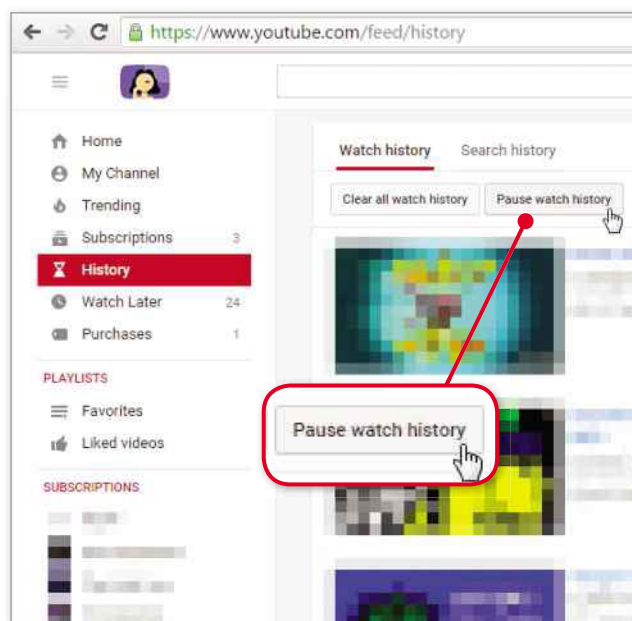 https://www.youtube.com/feed/history
Home
My Channel
Trending
Subscriptions 3
History
Watch Later 24
Purchases 1
PLAYLISTS
Favorites
Liked videos
SUBSCRIPTIONS
Watch history Search history
Clear all watch history Pause watch history
Pause watch history